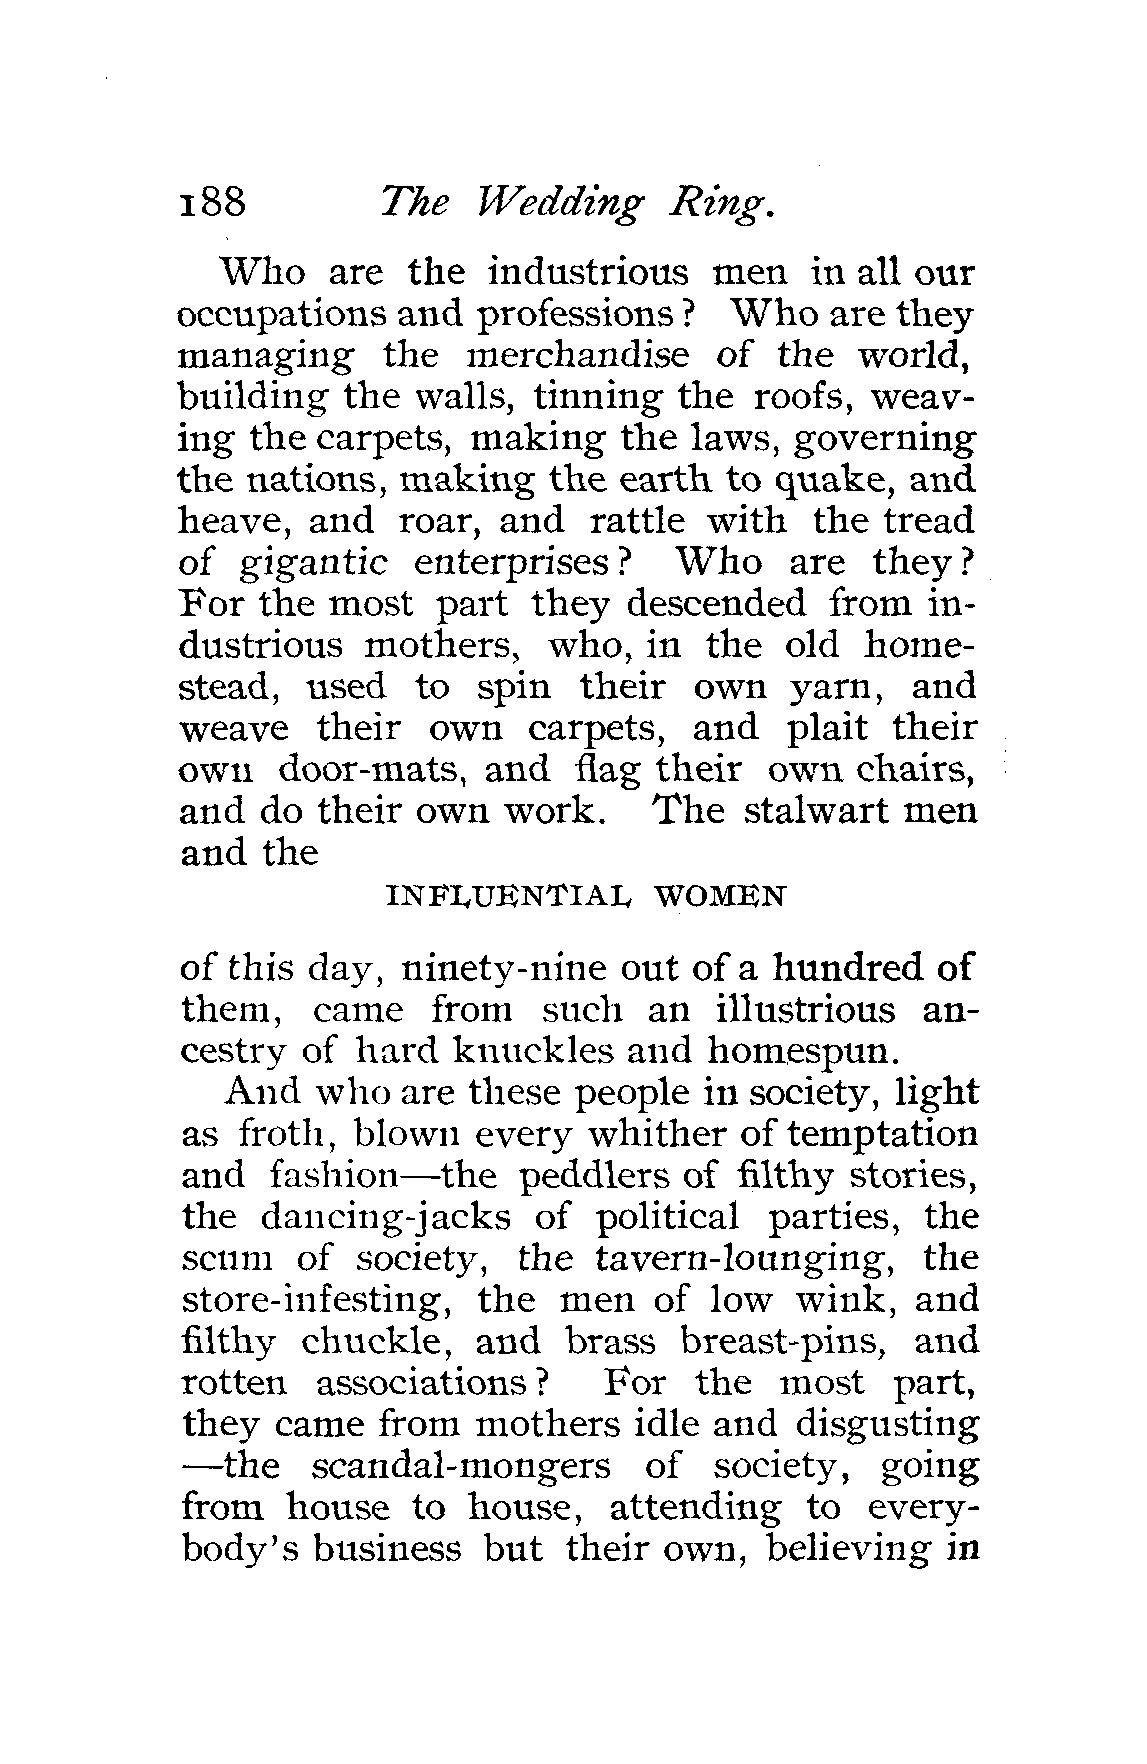 188 The Wedding Ring.
Who are the industrious men in all our
occupations and professions? Who are they
managing the merchandise of the world,
building the walls, tinning the roofs, weav-
ing the carpets, making the laws, governing
the nations, making the earth to quake, and
heave, and roar, and rattle with the tread
of gigantic enterprises? Who are they?
For the most part they descended from in-
dustrious mothers, who, in the old home-
stead, used to spin their own yarn, and
weave their own carpets, and plait their
own door-mats, and flag their own chairs,
and do their own work. The stalwart men
and the
INFLUENTIAL WOMEN
of this day, ninety-nine out of a hundred of
them, came from such an illustrious an-
cestry of hard knuckles and homespun.
And who are these people in society, light
as froth, blown every whither of temptation
and fashion—the peddlers of filthy stories,
the dancing-jacks of political parties, the
scum of society, the tavern-lounging, the
store-infesting, the men of low wink, and
filthy chuckle, and brass breast-pins, and
rotten associations? For the most part,
they came from mothers idle and disgusting
—the scandal-mongers of society, going
from house to house, attending to every-
body's business but their own, believing in